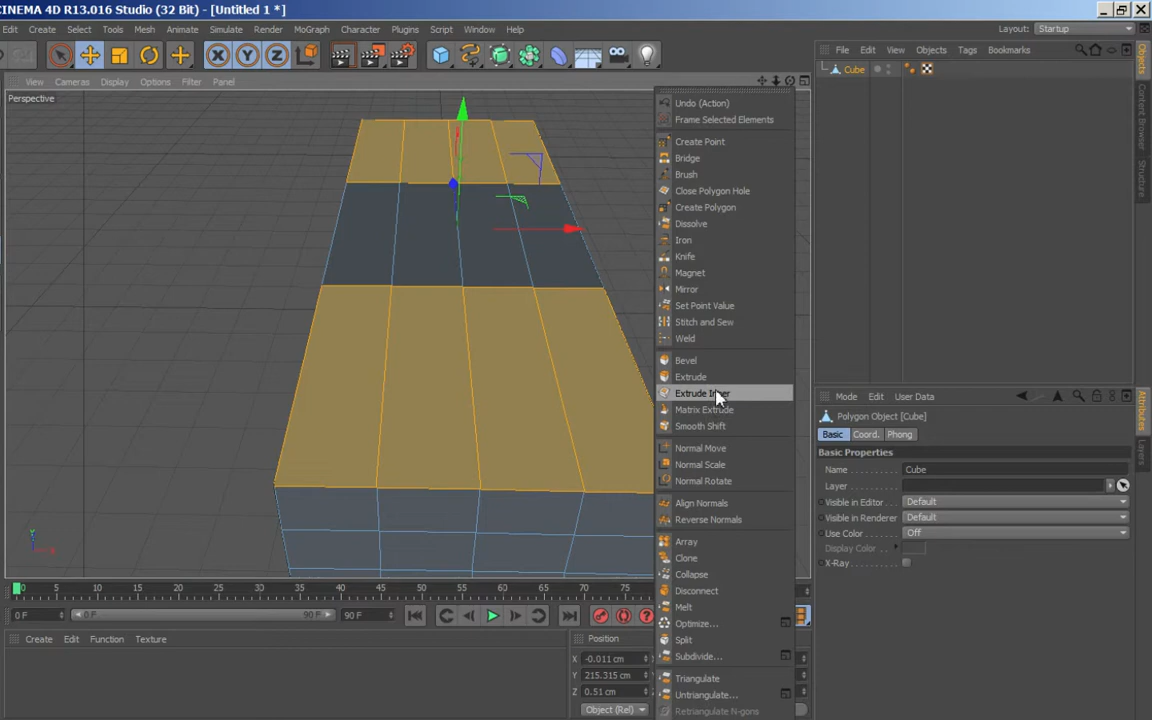 CINEMA 4D R13.016 Studio (32 Bit) - [Untitled 1 *]
Edit Create Select Tools Mesh Animate Simulate Render MoGraph Character Plugins Script Window Help Layout: Startup
File Edit View Objects Tags Bookmarks
View Cameras Display Options Filter Panel
Perspective
Cube
Objects
Content Browser
Structure
Undo (Action)
Frame Selected Elements
Create Point
Bridge
Brush
Close Polygon Hole
Create Polygon
Dissolve
Iron
Knife
Magnet
Mirror
Set Point Value
Stitch and Sew
Weld
Bevel
Extrude
Extrude Inner
Matrix Extrude
Smooth Shift
Normal Move
Normal Scale
Normal Rotate
Align Normals
Reverse Normals
Array
Clone
Collapse
Disconnect
Melt
Optimize...
Split
Subdivide...
Triangulate
Untriangulate...
Retriangulate N-gons
Mode Edit User Data
Attributes
Layers
Polygon Object [Cube]
Basic Coord. Phong
Basic Properties
Name Cube
Layer
Visible in Editor Default
Visible in Renderer Default
Use Color Off
Display Color
X-Ray
0 5 10 15 20 25 30 35 40 45 50 55 60 65 70 75
0 F 0 F 90 F 90 F
Create Edit Function Texture
Position
X -0.011 cm
Y 215.315 cm
Z 0.51 cm
Object (Rel)